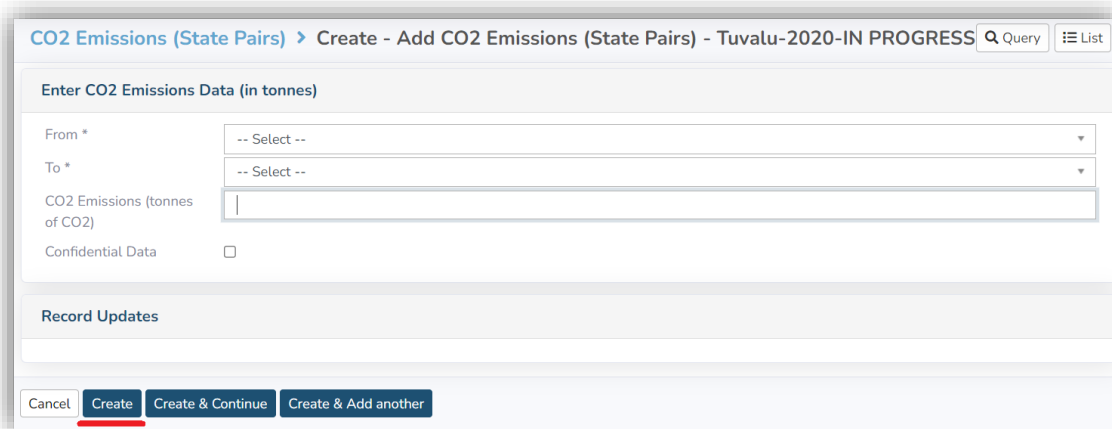 CO2 Emissions (State Pairs) > Create - Add CO2 Emissions (State Pairs) - Tuvalu-2020-IN PROGRESS Query List
Enter CO2 Emissions Data (in tonnes)
From * -- Select --
To * -- Select --
CO2 Emissions (tonnes
of CO2)
Confidential Data
Record Updates
Cancel Create Create & Continue Create & Add another